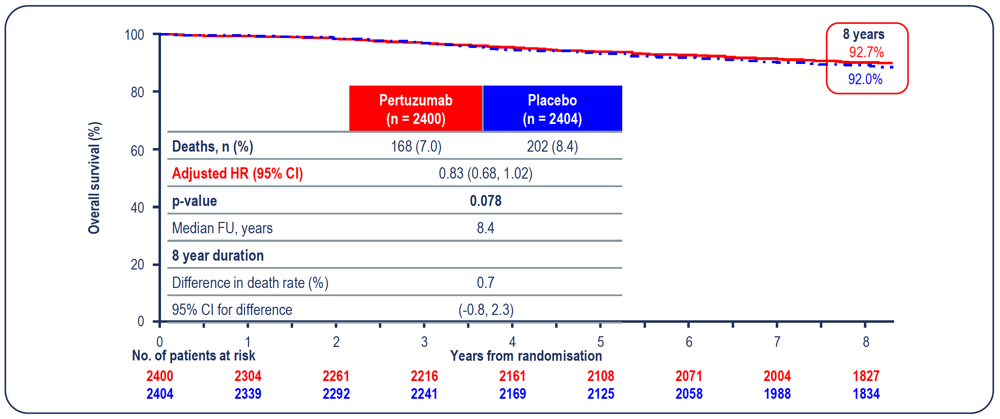 100
80
60
40
20
0
Overall survival (%)
8 years
92.7%
92.0%
Pertuzumab Placebo
(n = 2400) (n = 2404)
Deaths, n (%) 168 (7.0) 202 (8.4)
Adjusted HR (95% CI) 0.83 (0.68, 1.02)
p-value 0.078
Median FU, years 8.4
8 year duration
Difference in death rate (%) 0.7
95% CI for difference (-0.8, 2.3)
0 1 2 3 4 5 6 7 8
No. of patients at risk Years from randomisation
2400 2304 2261 2216 2161 2108 2071 2004 1827
2404 2339 2292 2241 2169 2125 2058 1988 1834